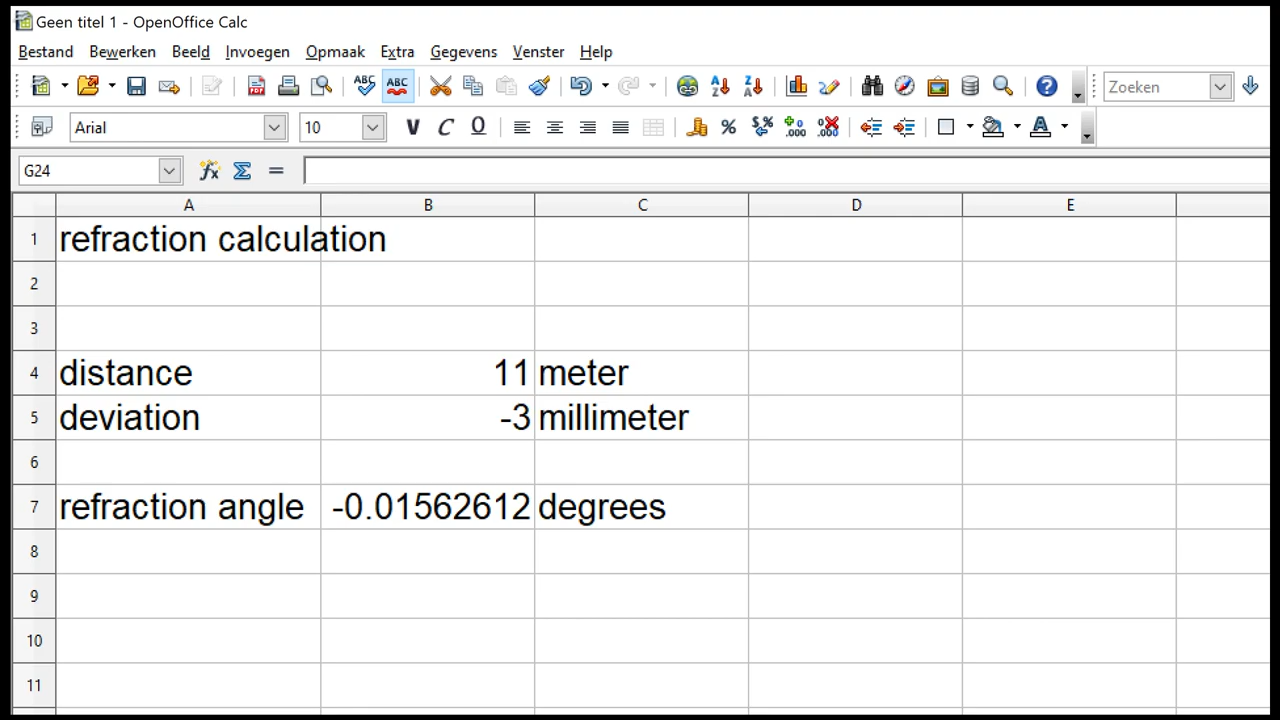 Geen titel 1 - OpenOffice Calc
Bestand Bewerken Beeld Invoegen Opmaak Extra Gegevens Venster Help
Zoeken
Arial 10
G24
A B C D E
1 refraction calculation
2
3
4 distance 11 meter
5 deviation -3 millimeter
6
7 refraction angle -0.01562612 degrees
8
9
10
11